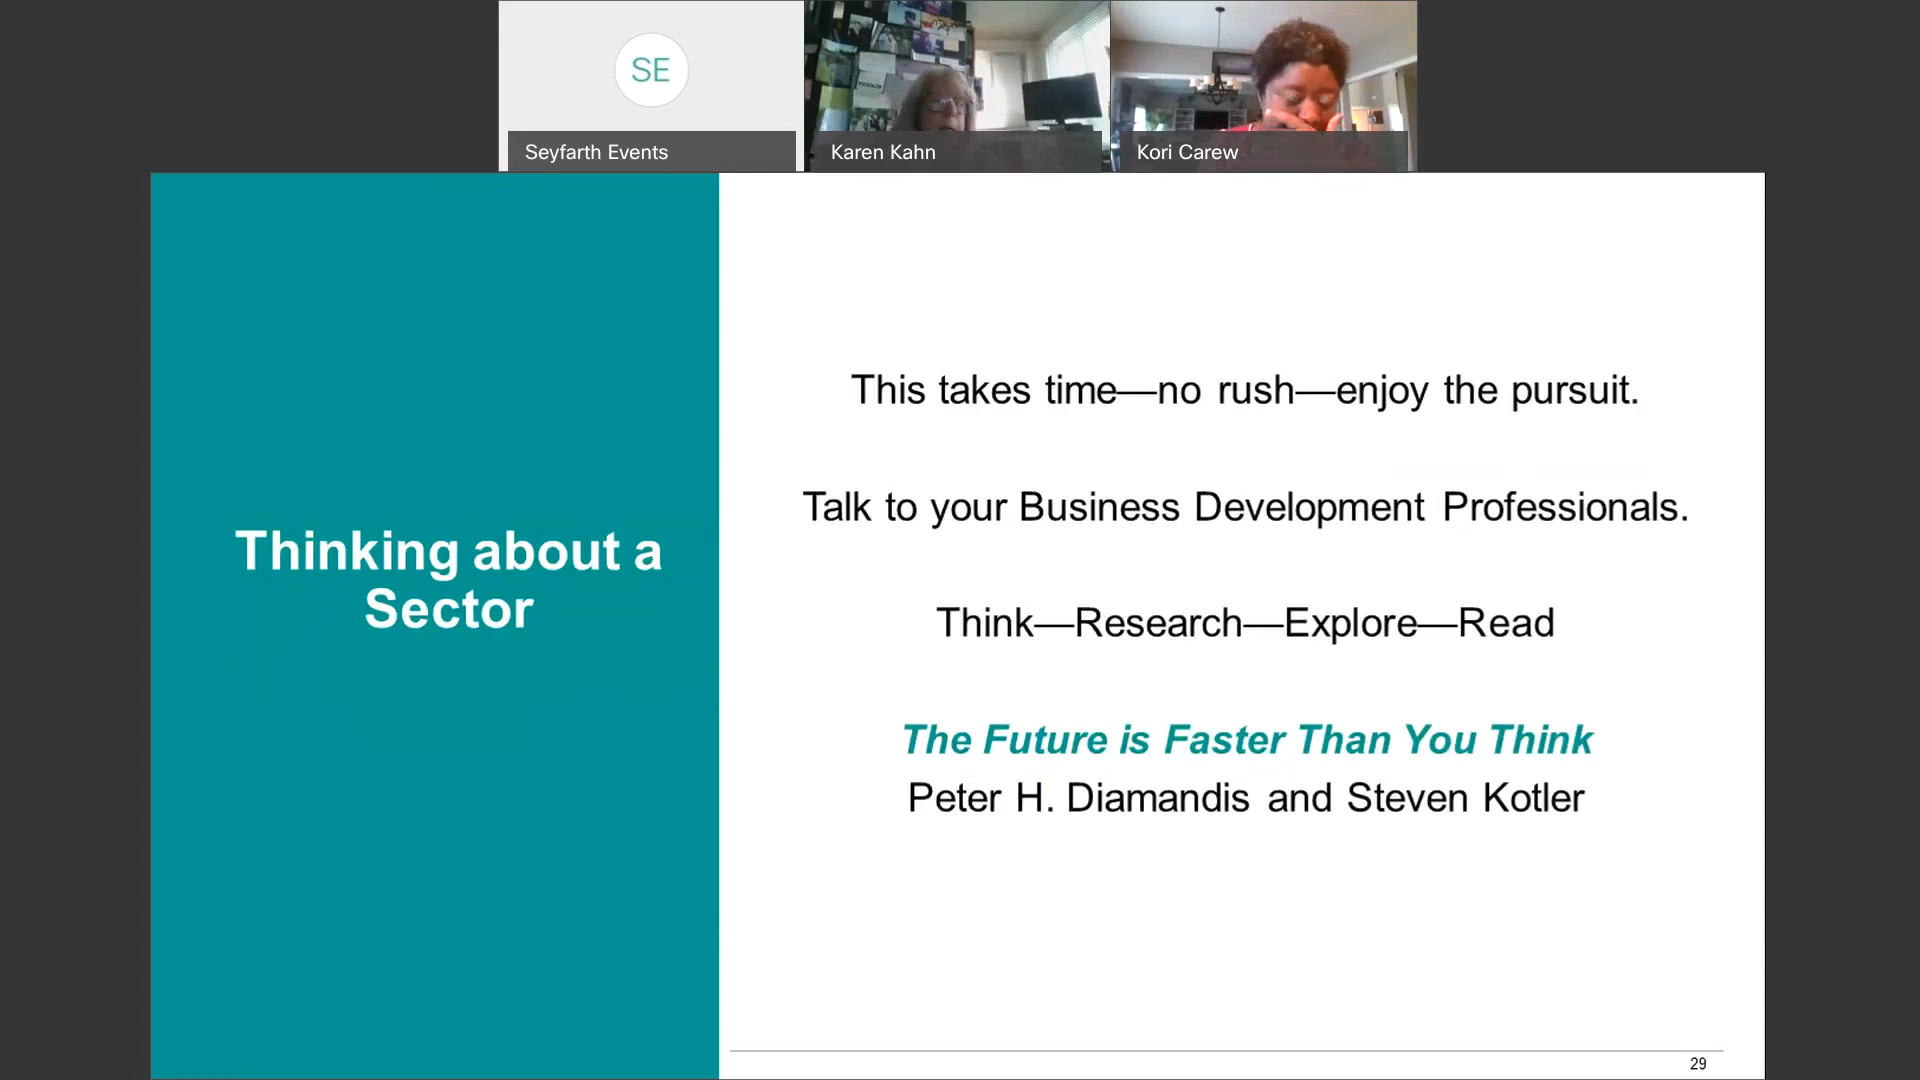 SE
Seyfarth Events
Karen Kahn
Kori Carew
Thinking about a
Sector
This takes time—no rush—enjoy the pursuit.
Talk to your Business Development Professionals.
Think—Research—Explore—Read
The Future is Faster Than You Think
Peter H. Diamandis and Steven Kotler
29